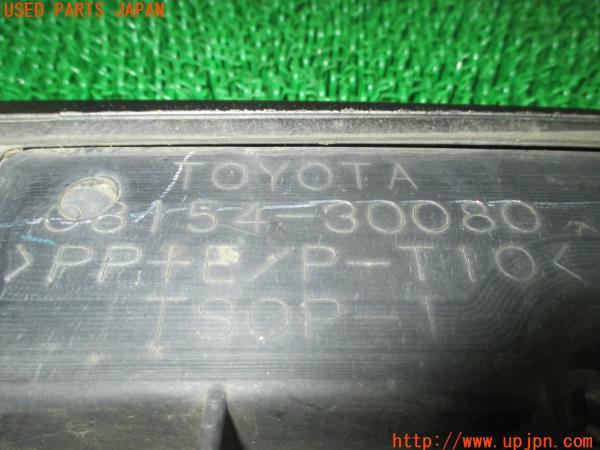 USED PARTS JAPAN
TOYOTA
08154-30080
>PP+E/P-T10<
TSOP-1
http://www.upjpn.com